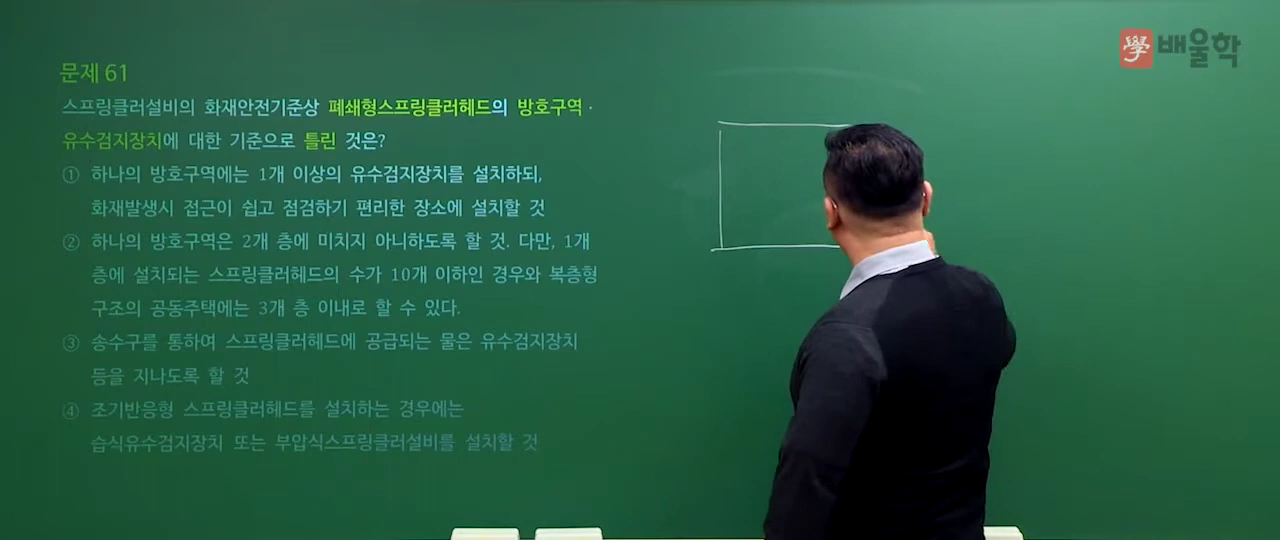 學 배울학
문제 61
스프링클러설비의 화재안전기준상 폐쇄형스프링클러헤드의 방호구역 ·
유수검지장치에 대한 기준으로 틀린 것은?
① 하나의 방호구역에는 1개 이상의 유수검지장치를 설치하되,
화재발생시 접근이 쉽고 점검하기 편리한 장소에 설치할 것
② 하나의 방호구역은 2개 층에 미치지 아니하도록 할 것. 다만, 1개
층에 설치되는 스프링클러헤드의 수가 10개 이하인 경우와 복층형
구조의 공동주택에는 3개 층 이내로 할 수 있다.
③ 송수구를 통하여 스프링클러헤드에 공급되는 물은 유수검지장치
등을 지나도록 할 것
④ 조기반응형 스프링클러헤드를 설치하는 경우에는
습식유수검지장치 또는 부압식스프링클러설비를 설치할 것